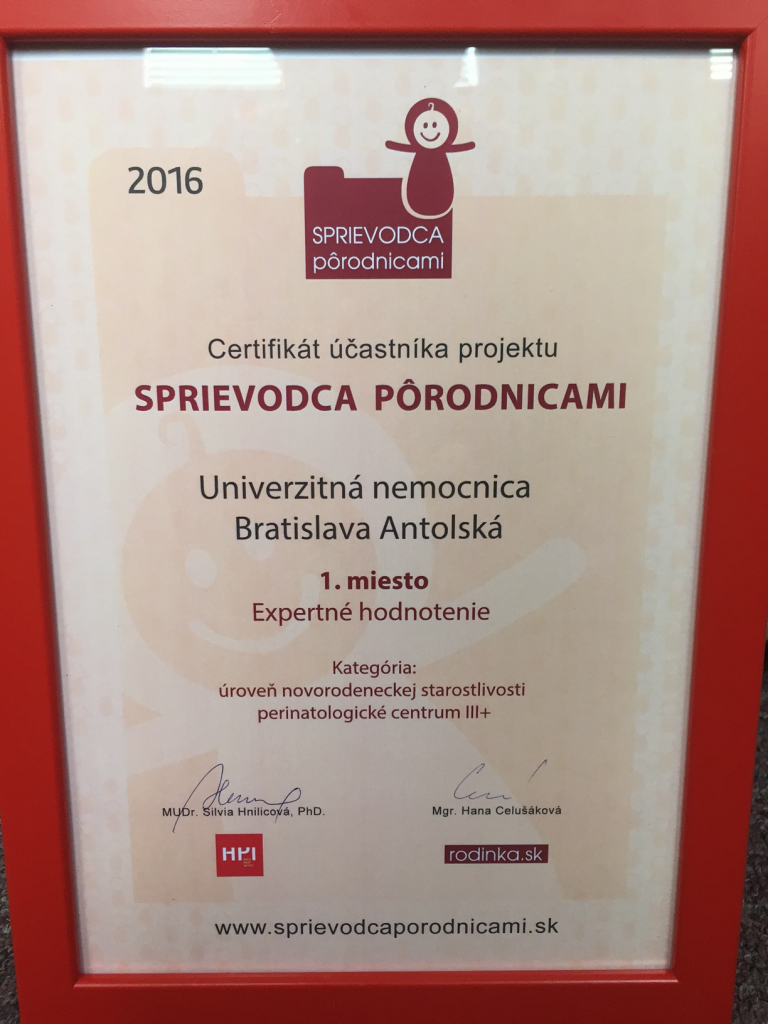 2016
SPRIEVODCA
pôrodnicami
Certifikát účastníka projektu
SPRIEVODCA PÔRODNICAMI
Univerzitná nemocnica
Bratislava Antolská
1. miesto
Expertné hodnotenie
Kategória:
úroveň novorodeneckej starostlivosti
perinatologické centrum III+
MUDr. Silvia Hnilicová, PhD.
Mgr. Hana Celušáková
HPI
rodinka.sk
www.sprievodcaporodnicami.sk